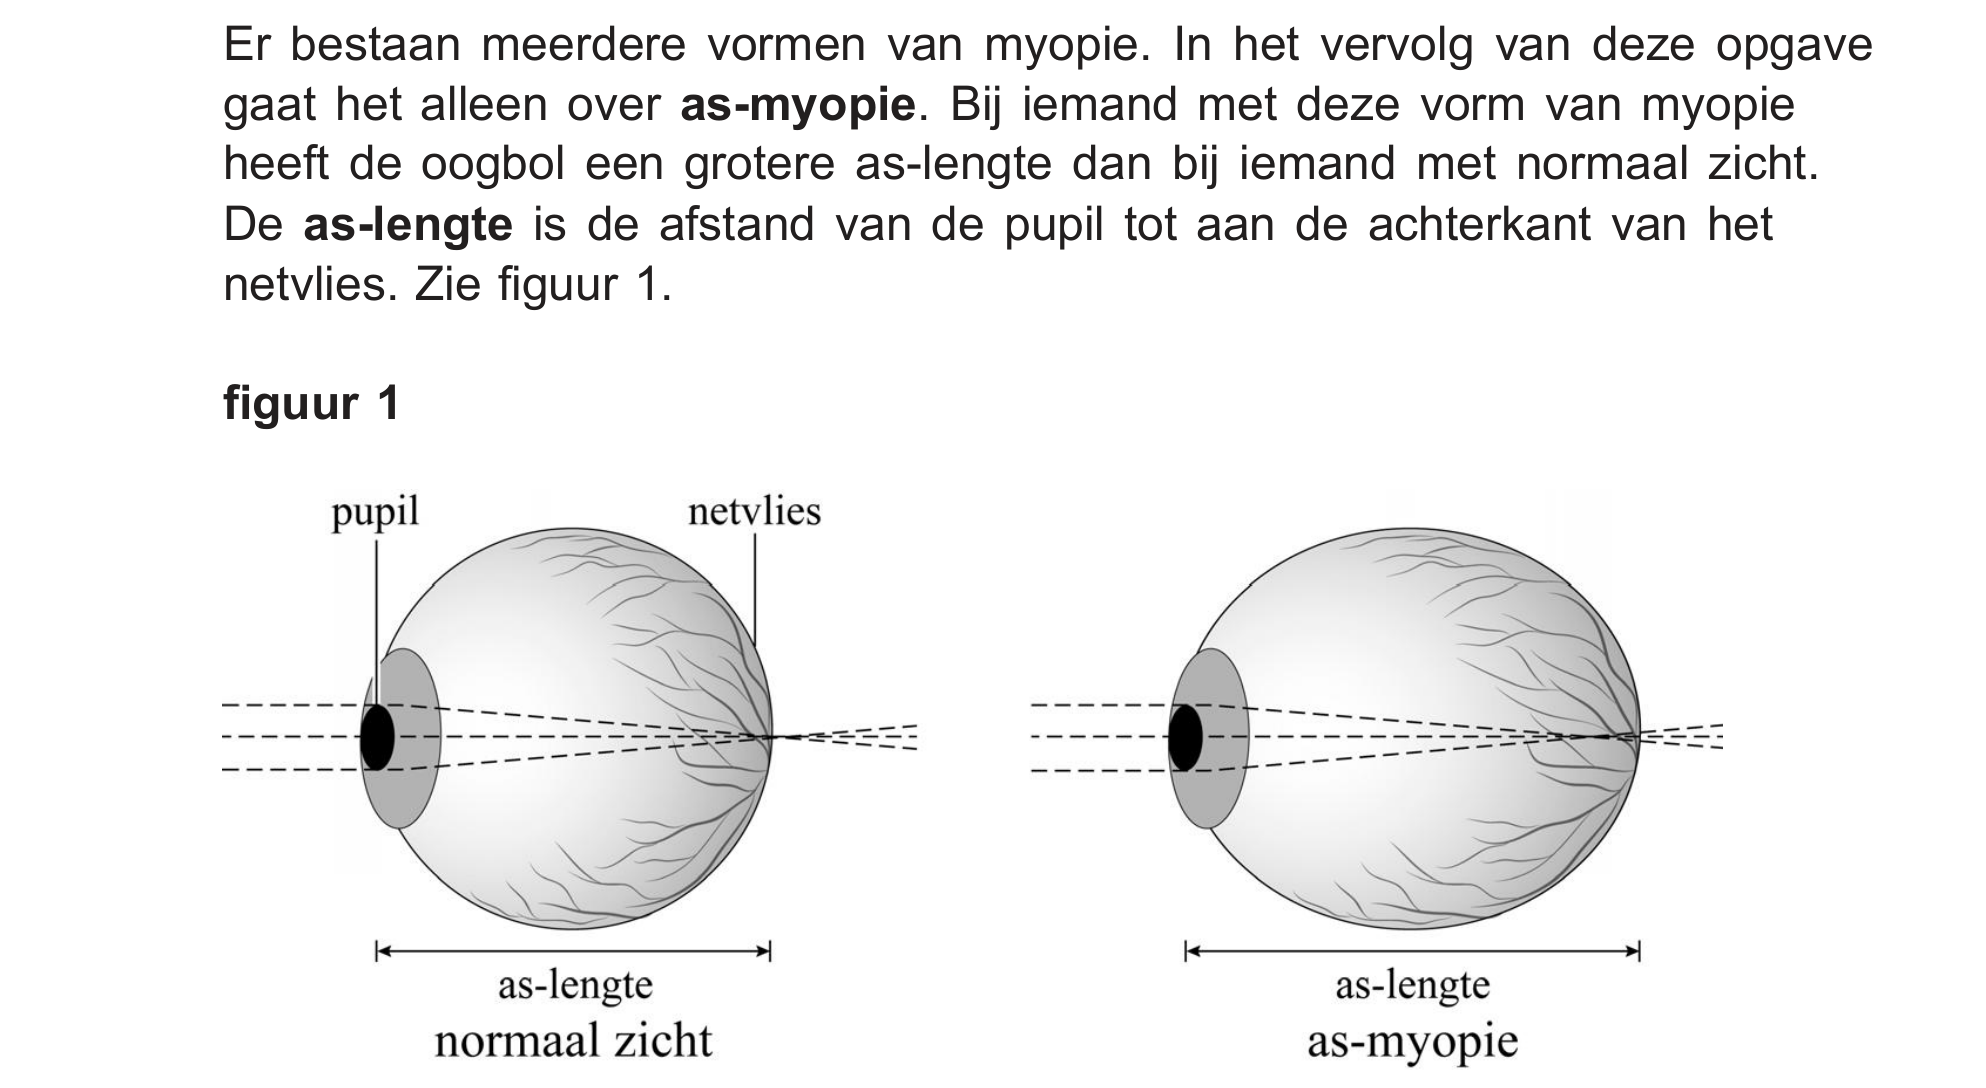 Er bestaan meerdere vormen van myopie. In het vervolg van deze opgave
gaat het alleen over as-myopie. Bij iemand met deze vorm van myopie
heeft de oogbol een grotere as-lengte dan bij iemand met normaal zicht.
De as-lengte is de afstand van de pupil tot aan de achterkant van het
netvlies. Zie figuur 1.
figuur 1
pupil
netvlies
as-lengte
normaal zicht
as-lengte
as-myopie